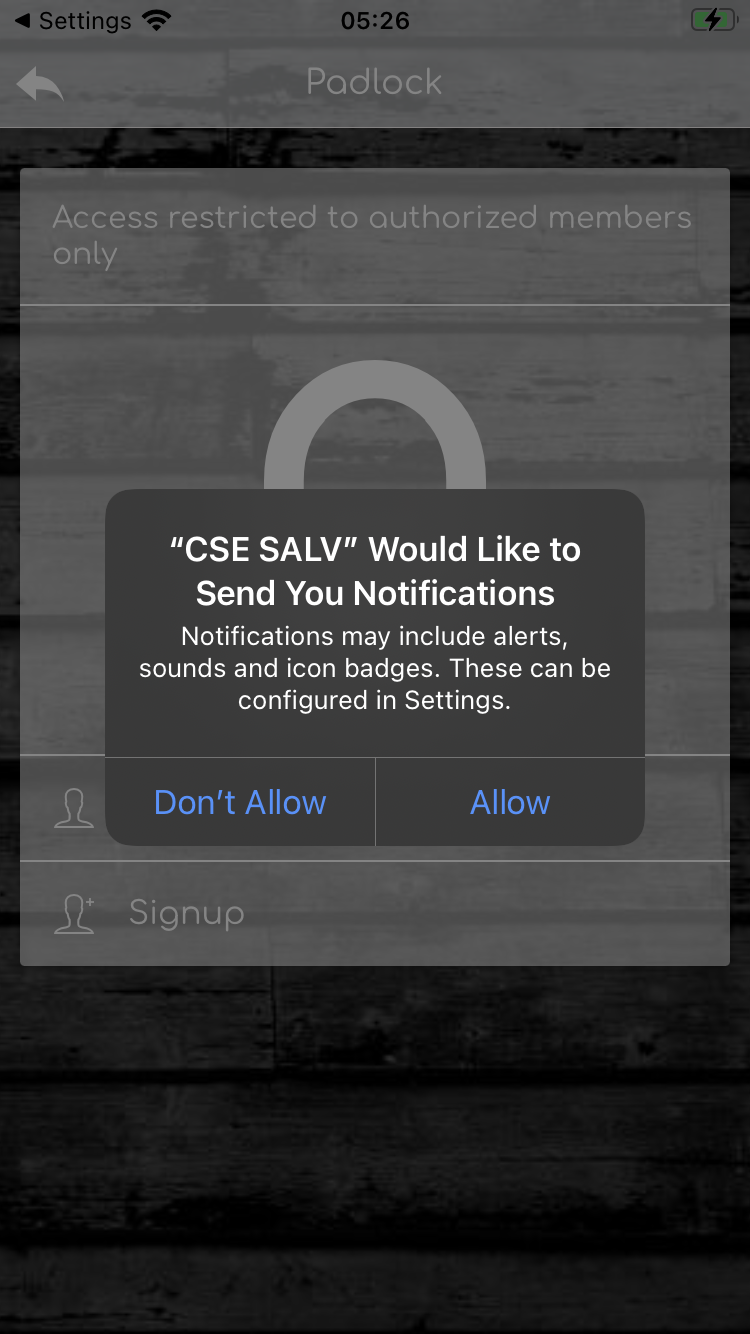 Settings
05:26
Padlock
Access restricted to authorized members
only
“CSE SALV” Would Like to
Send You Notifications
Notifications may include alerts,
sounds and icon badges. These can be
configured in Settings.
Don’t Allow
Allow
Signup